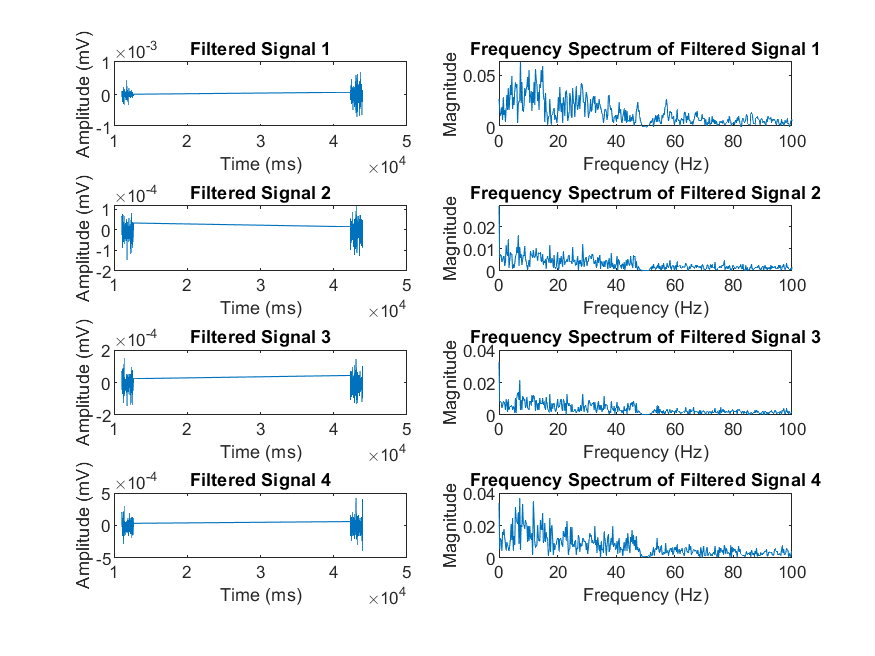 Filtered Signal 1
×10-3
Amplitude (mV)
1
0
-1
1 2 3 4 5
Time (ms)
×104
Frequency Spectrum of Filtered Signal 1
Magnitude
0.05
0
0 20 40 60 80 100
Frequency (Hz)
Filtered Signal 2
×10-4
Amplitude (mV)
1
0
-1
-2
1 2 3 4 5
Time (ms)
×104
Frequency Spectrum of Filtered Signal 2
Magnitude
0.02
0.01
0
0 20 40 60 80 100
Frequency (Hz)
Filtered Signal 3
×10-4
Amplitude (mV)
2
0
-2
1 2 3 4 5
Time (ms)
×104
Frequency Spectrum of Filtered Signal 3
Magnitude
0.04
0.02
0
0 20 40 60 80 100
Frequency (Hz)
Filtered Signal 4
×10-4
Amplitude (mV)
5
0
-5
1 2 3 4 5
Time (ms)
×104
Frequency Spectrum of Filtered Signal 4
Magnitude
0.04
0.02
0
0 20 40 60 80 100
Frequency (Hz)